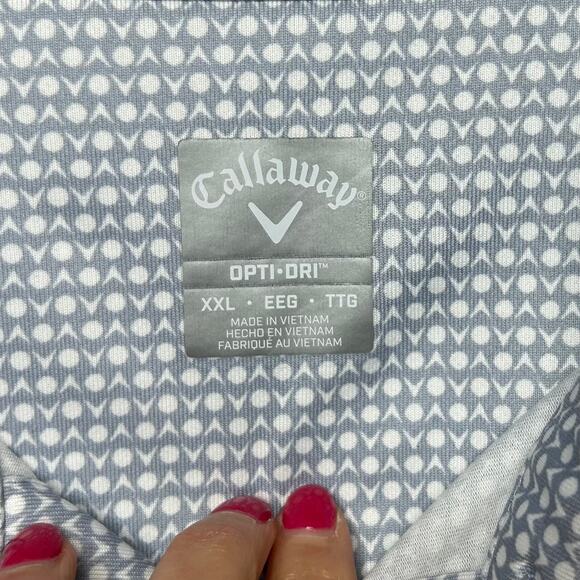 Callaway®
OPTI•DRI™
XXL • EEG • TTG
MADE IN VIETNAM
HECHO EN VIETNAM
FABRIQUÉ AU VIETNAM